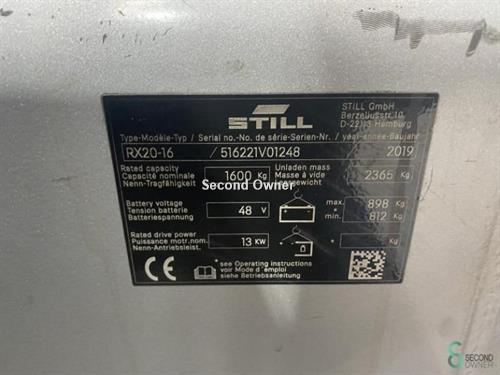 STILL
STILL GmbH
Berzeliusstr. 10
D-22113 Hamburg
Type-Modèle-Typ / Serial no.-No. de série-Serien-Nr. / year-année-Baujahr
RX20-16 / 516221V01248 2019
Rated capacity
Capacité nominale
Nenn-Tragfähigkeit
1600 Kg
Unladen mass
Masse à vide
2365 Kg
Second Owner
Battery voltage
Tension batterie
Batteriespannung
48 V
max. 898 Kg
*
min. 812 Kg
Rated drive power
Puissance motr.nom.
Nenn-Antriebsleist.
13 KW
* Kg
CE
* see Operating instructions
voir Mode d'emploi
siehe Betriebsanleitung
SECOND
OWNER